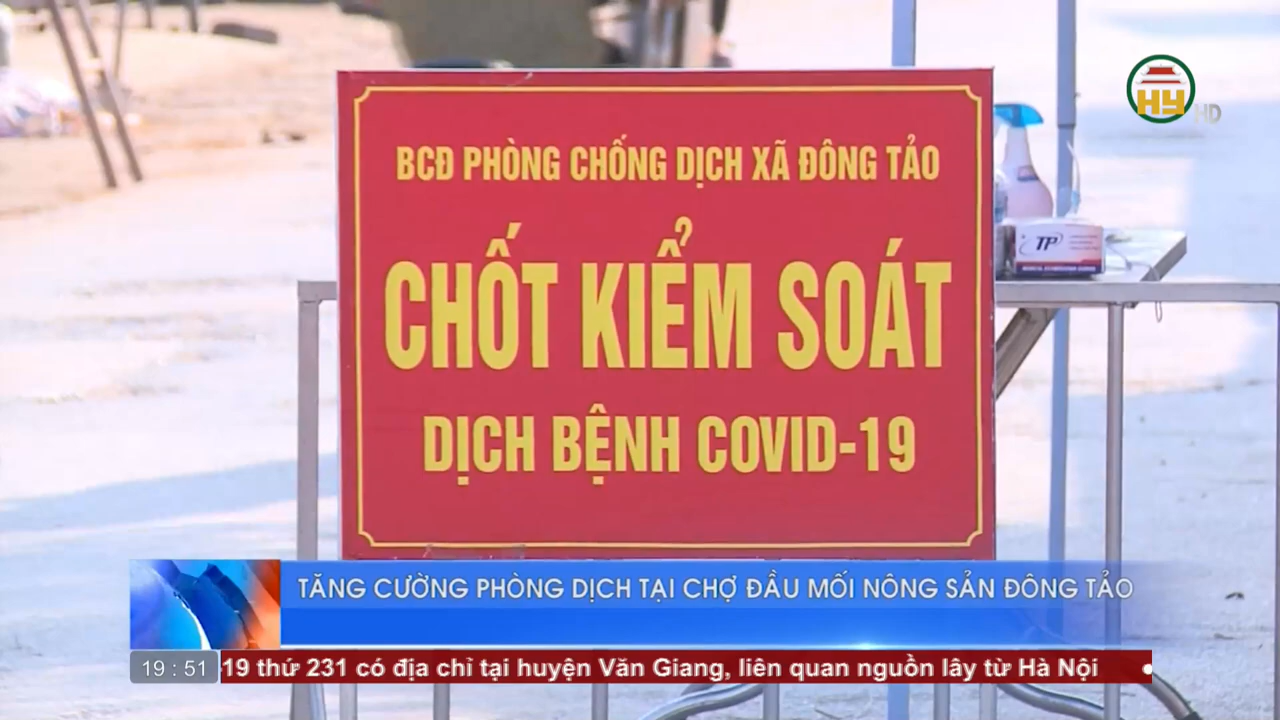 HY HD
BCĐ PHÒNG CHỐNG DỊCH XÃ ĐÔNG TẢO
CHỐT KIỂM SOÁT
DỊCH BỆNH COVID-19
TP
TĂNG CƯỜNG PHÒNG DỊCH TẠI CHỢ ĐẦU MỐI NÔNG SẢN ĐÔNG TẢO
19 : 51
19 thứ 231 có địa chỉ tại huyện Văn Giang, liên quan nguồn lây từ Hà Nội